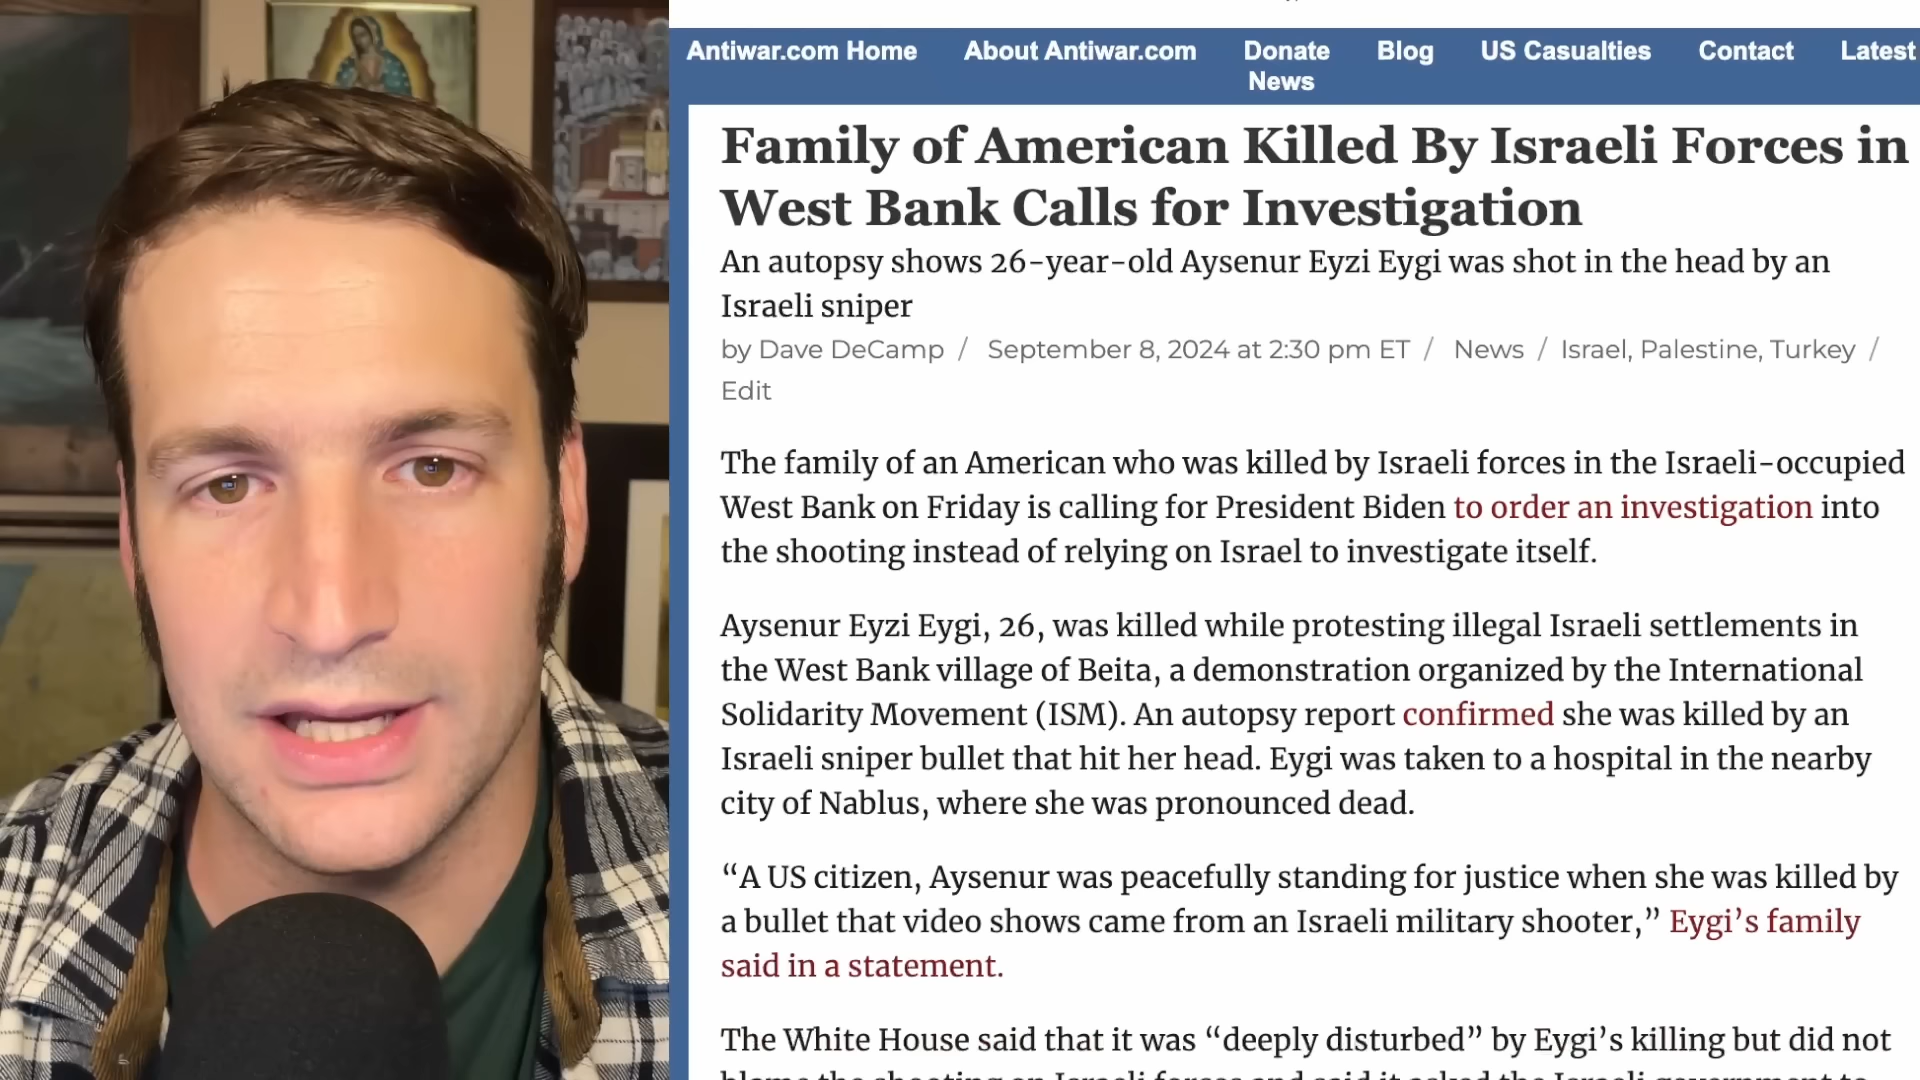 Antiwar.com Home About Antiwar.com Donate Blog US Casualties Contact Latest
News
Family of American Killed By Israeli Forces in
West Bank Calls for Investigation
An autopsy shows 26-year-old Aysenur Eyzi Eygi was shot in the head by an
Israeli sniper
by Dave DeCamp / September 8, 2024 at 2:30 pm ET / News / Israel, Palestine, Turkey /
Edit
The family of an American who was killed by Israeli forces in the Israeli-occupied
West Bank on Friday is calling for President Biden to order an investigation into
the shooting instead of relying on Israel to investigate itself.
Aysenur Eyzi Eygi, 26, was killed while protesting illegal Israeli settlements in
the West Bank village of Beita, a demonstration organized by the International
Solidarity Movement (ISM). An autopsy report confirmed she was killed by an
Israeli sniper bullet that hit her head. Eygi was taken to a hospital in the nearby
city of Nablus, where she was pronounced dead.
“A US citizen, Aysenur was peacefully standing for justice when she was killed by
a bullet that video shows came from an Israeli military shooter,” Eygi’s family
said in a statement.
The White House said that it was “deeply disturbed” by Eygi’s killing but did not